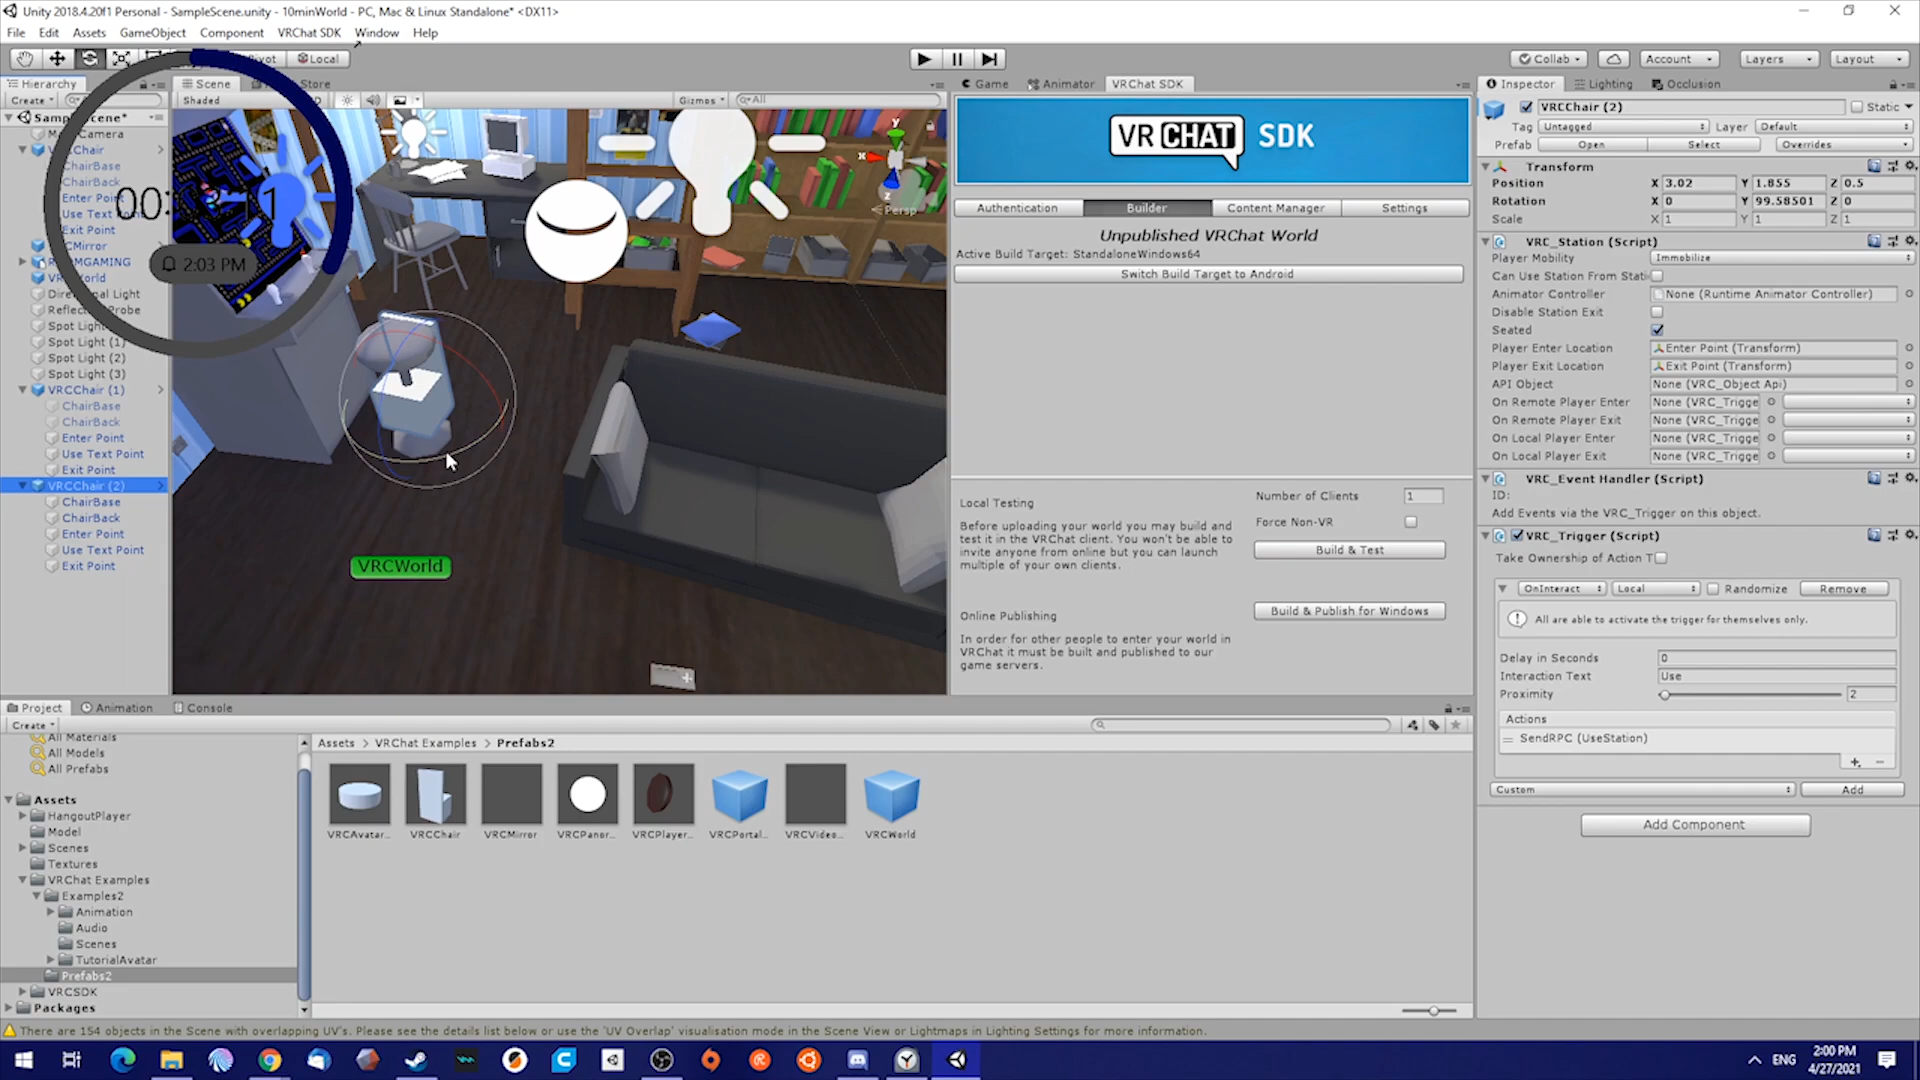 Unity 2018.4.20f1 Personal - SampleScene.unity - 10minWorld - PC, Mac & Linux Standalone* <DX11>
File Edit Assets GameObject Component VRChat SDK Window Help
Local
Collab
Account
Layers
Layout
Hierarchy
Create
Scene
Shaded
Gizmos
All
Main Camera
ChairBase
ChairBack
Enter Point
Use Text
Exit Point
00:
1
2:03 PM
Directional Light
Spot Light
Spot Light (1)
Spot Light (2)
Spot Light (3)
VRCChair (1)
ChairBase
ChairBack
Enter Point
Use Text Point
Exit Point
VRCChair (2)
ChairBase
ChairBack
Enter Point
Use Text Point
Exit Point
y
x
Persp
VRCWorld
Game Animator VRChat SDK
VRCHAT SDK
Authentication Builder Content Manager Settings
Unpublished VRChat World
Active Build Target: StandaloneWindows64
Switch Build Target to Android
Local Testing
Before uploading your world you may build and
test it in the VRChat client. You won't be able to
invite anyone from online but you can launch
multiple of your own clients.
Number of Clients 1
Force Non-VR
Build & Test
Online Publishing
In order for other people to enter your world in
VRChat it must be built and published to our
game servers.
Build & Publish for Windows
Inspector Lighting Occlusion
VRCChair (2) Static
Tag Untagged Layer Default
Prefab Open Select Overrides
Transform
Position X 3.02 Y 1.855 Z 0.5
Rotation X 0 Y 99.58501 Z 0
Scale X 1 Y 1 Z 1
VRC_Station (Script)
Player Mobility Immobilize
Can Use Station From Stati
Animator Controller None (Runtime Animator Controller)
Disable Station Exit
Seated
Player Enter Location Enter Point (Transform)
Player Exit Location Exit Point (Transform)
API Object None (VRC_Object Api)
On Remote Player Enter None (VRC_Trigge
On Remote Player Exit None (VRC_Trigge
On Local Player Enter None (VRC_Trigge
On Local Player Exit None (VRC_Trigge
VRC_Event Handler (Script)
ID:
Add Events via the VRC_Trigger on this object.
VRC_Trigger (Script)
Take Ownership of Action T
OnInteract Local Randomize Remove
All are able to activate the trigger for themselves only.
Delay in Seconds 0
Interaction Text Use
Proximity 2
Actions
SendRPC (UseStation)
Custom Add
Add Component
Project Animation Console
Create
All Materials
All Models
All Prefabs
Assets
HangoutPlayer
Model
Scenes
Textures
VRChat Examples
Examples2
Animation
Audio
Scenes
TutorialAvatar
Prefabs2
VRCSDK
Packages
Assets > VRChat Examples > Prefabs2
VRCAvatar... VRCChair VRCMirror VRCPanor... VRCPlayer... VRCPortal... VRCVideo... VRCWorld
There are 154 objects in the Scene with overlapping UV's. Please see the details list below or use the 'UV Overlap' visualisation mode in the Scene View or Lightmaps in Lighting Settings for more information.
ENG
2:00 PM
4/27/2021